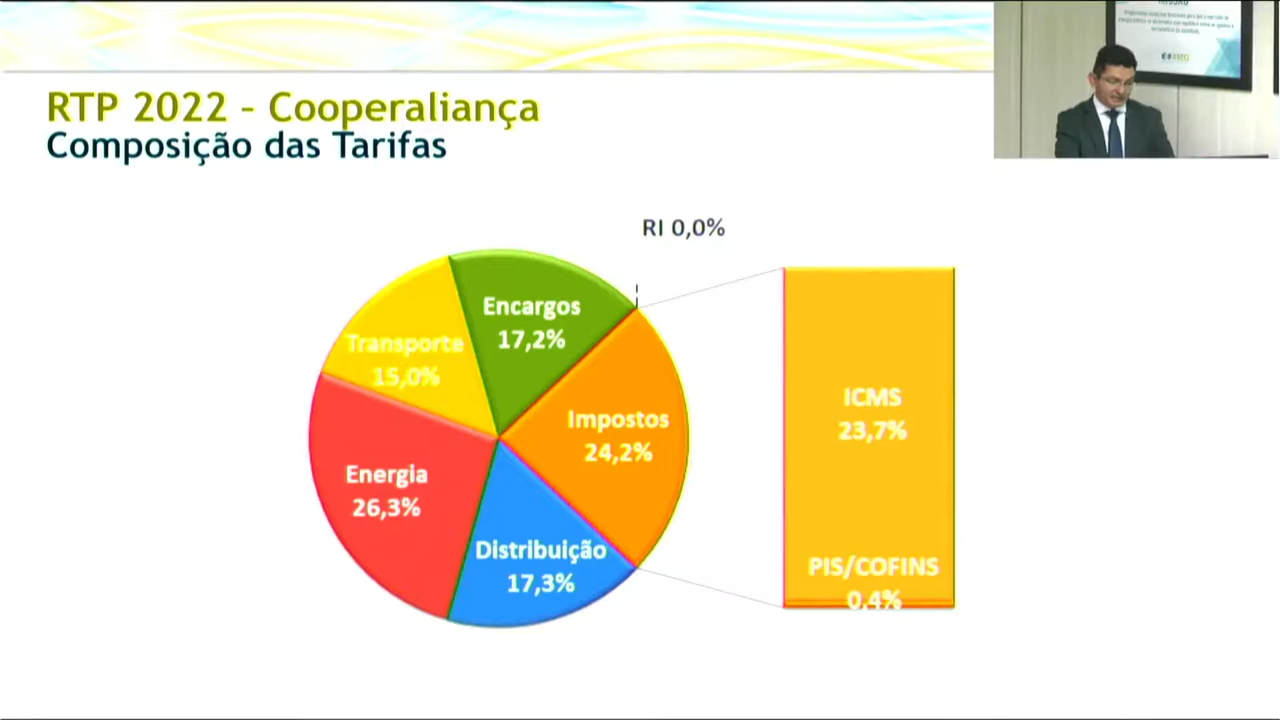 RTP 2022 – Cooperaliança
Composição das Tarifas
RI 0,0%
Encargos
17,2%
Transporte
15,0%
Impostos
24,2%
Energia
26,3%
Distribuição
17,3%
ICMS
23,7%
PIS/COFINS
0,4%